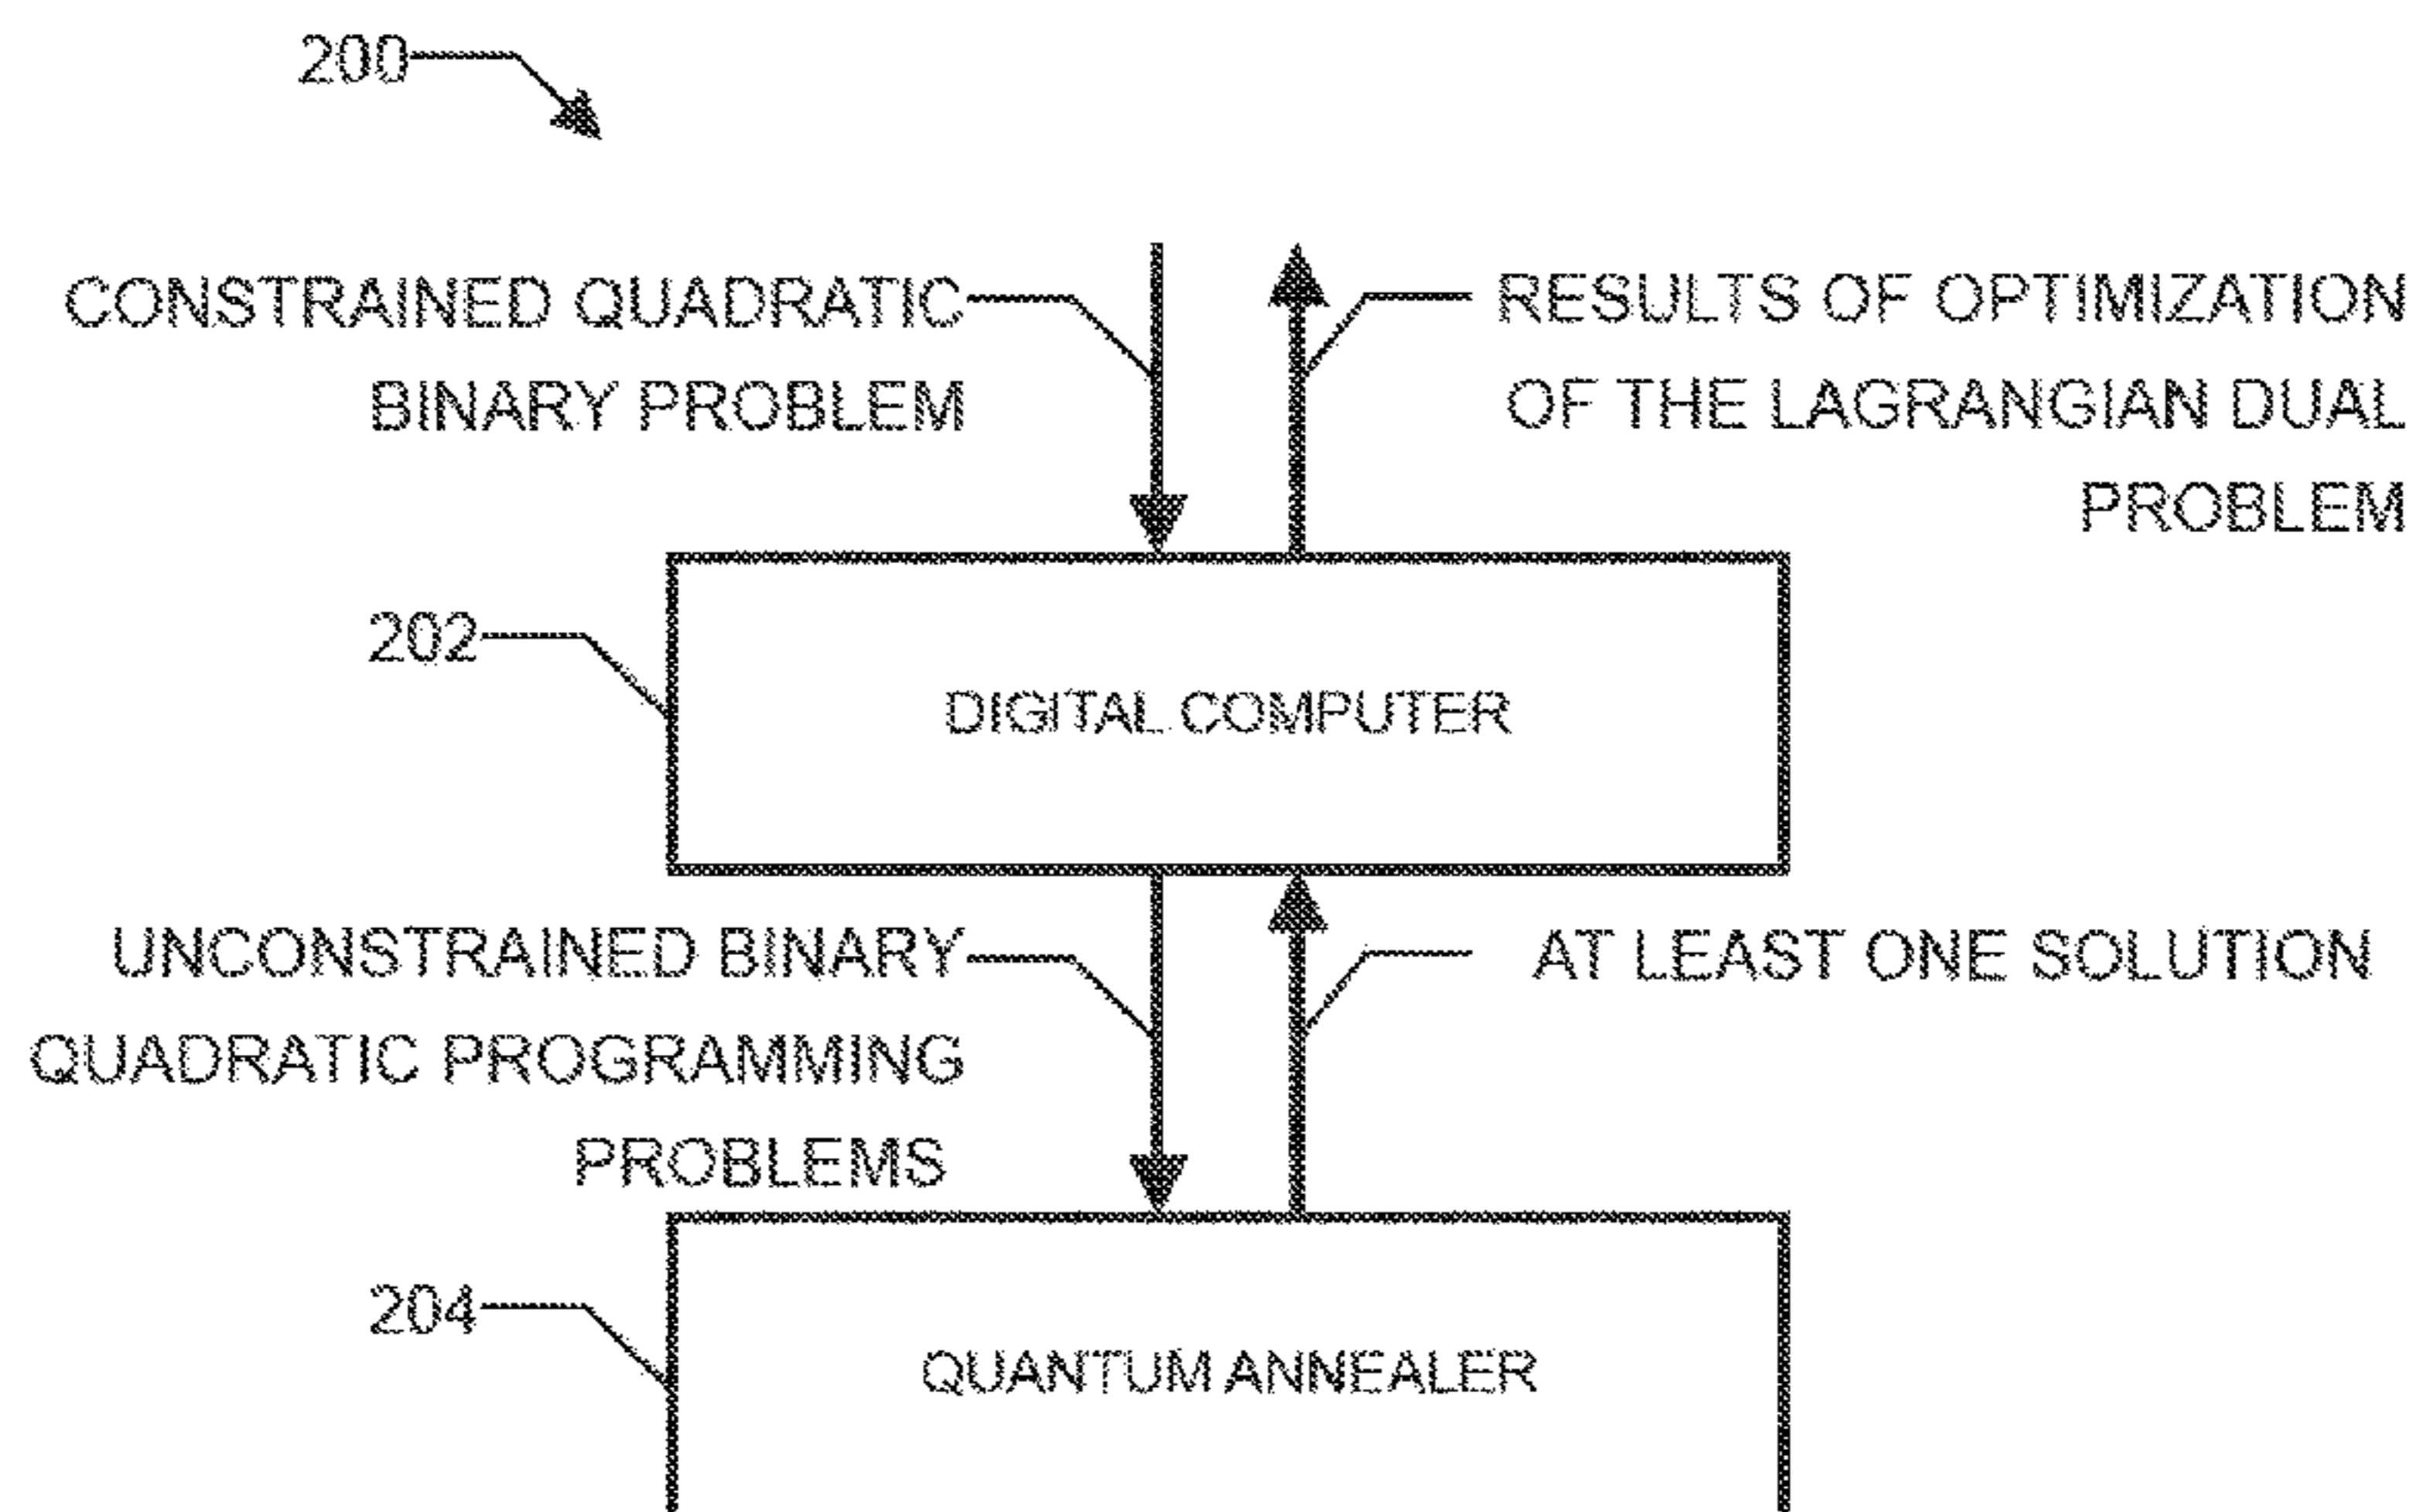 200
CONSTRAINED QUADRATIC
BINARY PROBLEM
RESULTS OF OPTIMIZATION
OF THE LAGRANGIAN DUAL
PROBLEM
202
DIGITAL COMPUTER
UNCONSTRAINED BINARY
QUADRATIC PROGRAMMING
PROBLEMS
AT LEAST ONE SOLUTION
204
QUANTUM ANNEALER